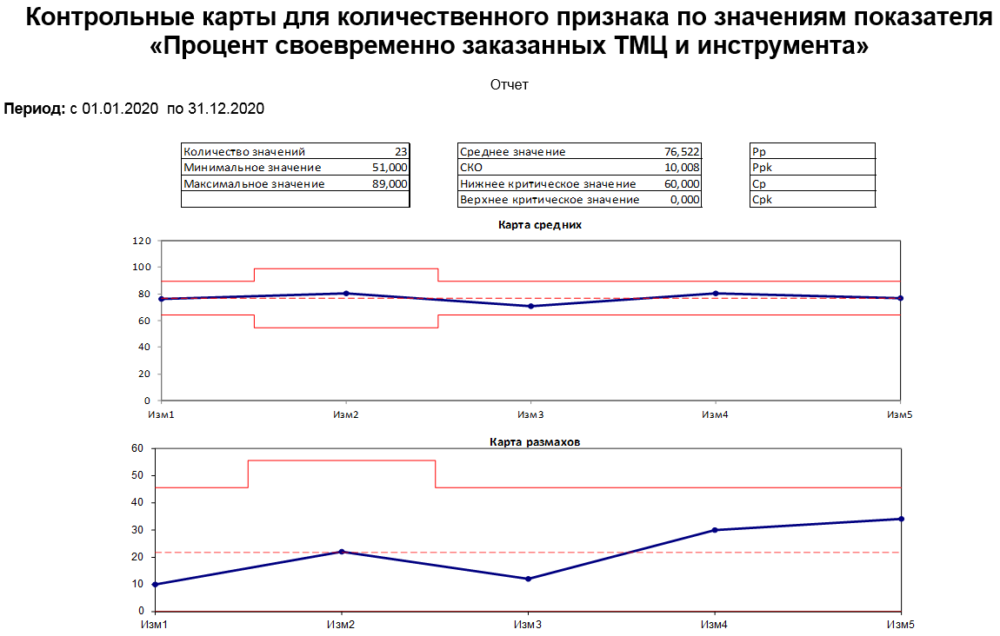 Контрольные карты для количественного признака по значениям показателя
«Процент своевременно заказанных ТМЦ и инструмента»
Отчет
Период: с 01.01.2020 по 31.12.2020
Количество значений 23
Минимальное значение 51,000
Максимальное значение 89,000
Среднее значение 76,522
СКО 10,008
Нижнее критическое значение 60,000
Верхнее критическое значение 0,000
Pp
Ppk
Cp
Cpk
Карта средних
120
100
80
60
40
20
0
Изм1 Изм2 Изм3 Изм4 Изм5
Карта размахов
60
50
40
30
20
10
0
Изм1 Изм2 Изм3 Изм4 Изм5